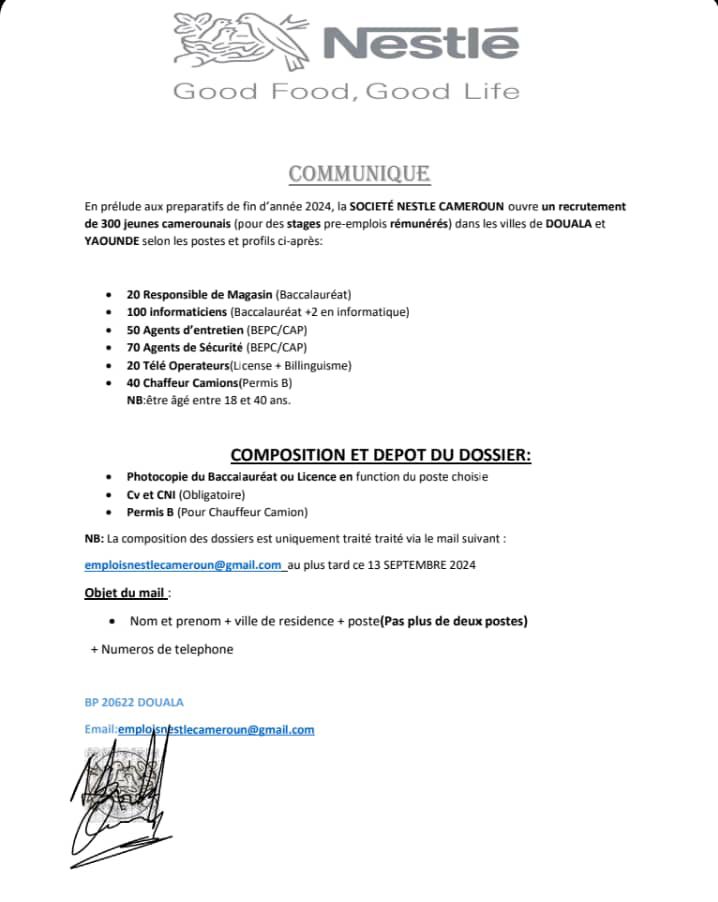 Nestlé
Good Food, Good Life
COMMUNIQUE
En prélude aux preparatifs de fin d'année 2024, la SOCIETÉ NESTLE CAMEROUN ouvre un recrutement
de 300 jeunes camerounais (pour des stages pre-emplois rémunérés) dans les villes de DOUALA et
YAOUNDE selon les postes et profils ci-après:
• 20 Responsible de Magasin (Baccalauréat)
• 100 informaticiens (Baccalauréat +2 en informatique)
• 50 Agents d'entretien (BEPC/CAP)
• 70 Agents de Sécurité (BEPC/CAP)
• 20 Télé Operateurs(License + Billinguisme)
• 40 Chaffeur Camions(Permis B)
NB:être âgé entre 18 et 40 ans.
COMPOSITION ET DEPOT DU DOSSIER:
• Photocopie du Baccalauréat ou Licence en function du poste choisie
• Cv et CNI (Obligatoire)
• Permis B (Pour Chauffeur Camion)
NB: La composition des dossiers est uniquement traité traité via le mail suivant :
emploisnestlecameroun@gmail.com au plus tard ce 13 SEPTEMBRE 2024
Objet du mail :
• Nom et prenom + ville de residence + poste(Pas plus de deux postes)
+ Numeros de telephone
BP 20622 DOUALA
Email:emploisnestlecameroun@gmail.com